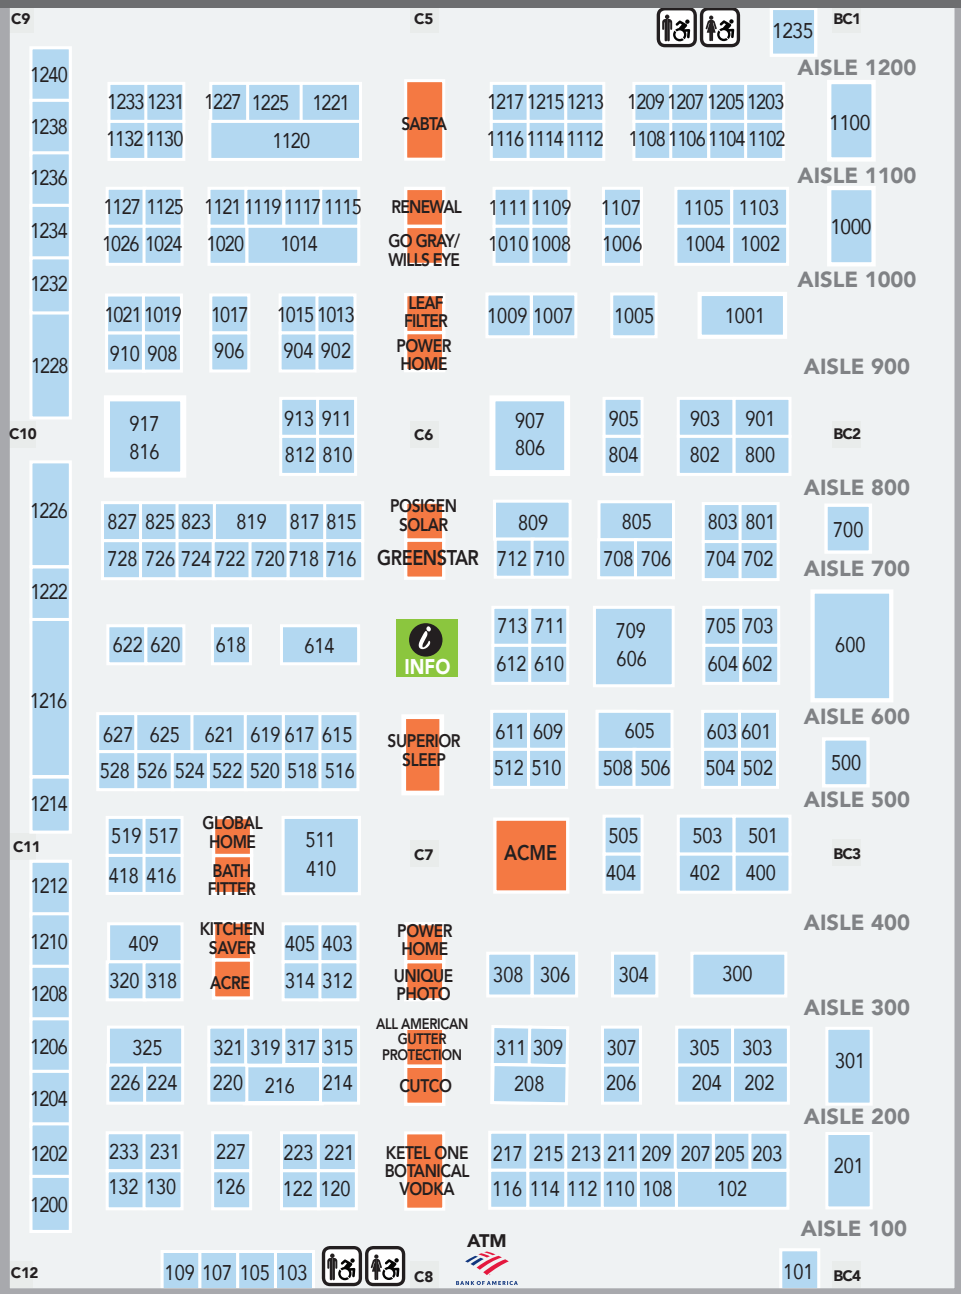 C9 C5 BC1
1235
AISLE 1200
1240
1233 1231 1227 1225 1221 1217 1215 1213 1209 1207 1205 1203
1238 SABTA 1100
1132 1130 1120 1116 1114 1112 1108 1106 1104 1102
1236 AISLE 1100
1127 1125 1121 1119 1117 1115 RENEWAL 1111 1109 1107 1105 1103
1234 1000
1026 1024 1020 1014 GO GRAY/ 1010 1008 1006 1004 1002
WILLS EYE
1232 AISLE 1000
LEAF
1021 1019 1017 1015 1013 FILTER 1009 1007 1005 1001
910 908 906 904 902 POWER
HOME
1228 AISLE 900
917 913 911 907 905 903 901
C10 C6 BC2
816 812 810 806 804 802 800
AISLE 800
1226 POSIGEN
827 825 823 819 817 815 SOLAR 809 805 803 801 700
728 726 724 722 720 718 716 GREENSTAR 712 710 708 706 704 702
AISLE 700
1222
713 711 709 705 703
622 620 618 614 i 600
INFO
612 610 606 604 602
1216
AISLE 600
627 625 621 619 617 615 SUPERIOR 611 609 605 603 601
SLEEP
528 526 524 522 520 518 516 512 510 508 506 504 502 500
1214 AISLE 500
GLOBAL
519 517 HOME 511 505 503 501
C11 C7 ACME BC3
418 416 BATH 410 404 402 400
FITTER
1212
AISLE 400
1210 KITCHEN POWER
409 SAVER 405 403 HOME
320 318 ACRE 314 312 UNIQUE 308 306 304 300
PHOTO
1208
AISLE 300
ALL AMERICAN
GUTTER
PROTECTION
1206 325 321 319 317 315 311 309 307 305 303
301
226 224 220 216 214 CUTCO 208 206 204 202
1204
AISLE 200
1202 233 231 227 223 221 KETEL ONE 217 215 213 211 209 207 205 203
BOTANICAL 201
VODKA
132 130 126 122 120 116 114 112 110 108 102
1200
AISLE 100
ATM
C12 109 107 105 103 C8 101 BC4
BANK OF AMERICA